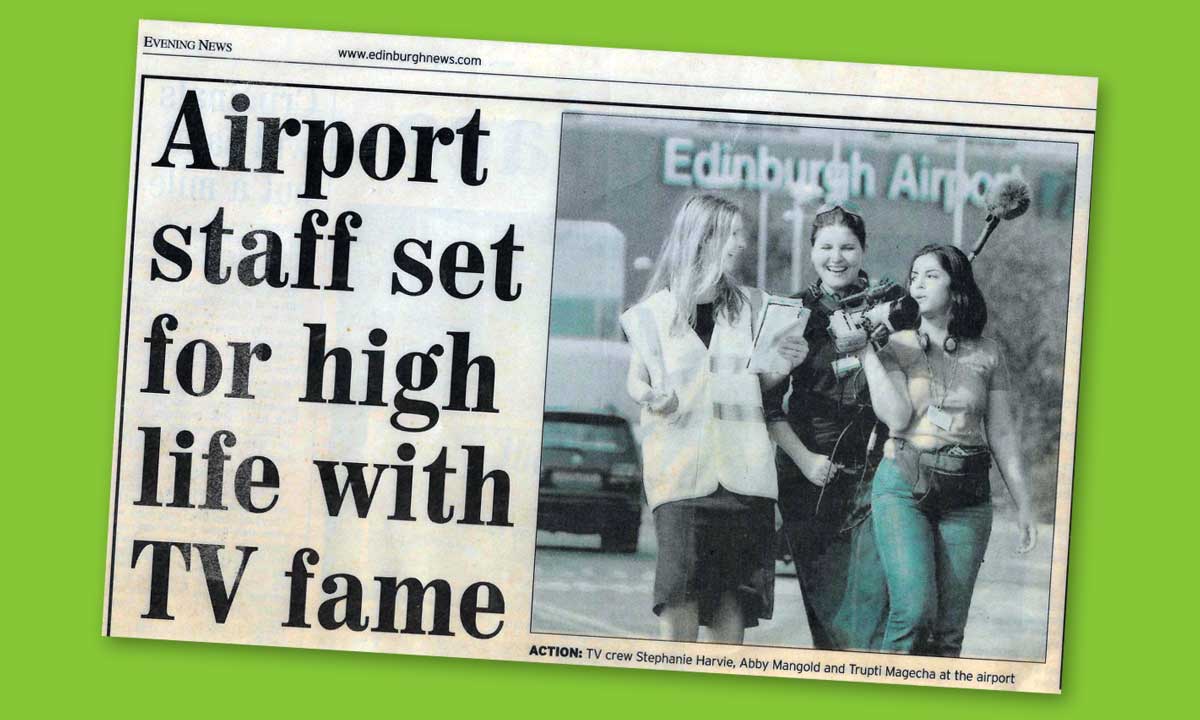 EVENING NEWS
www.edinburghnews.com
Airport
staff set
for high
life with
TV fame
Edinburgh Airport
ACTION: TV crew Stephanie Harvie, Abby Mangold and Trupti Magecha at the airport